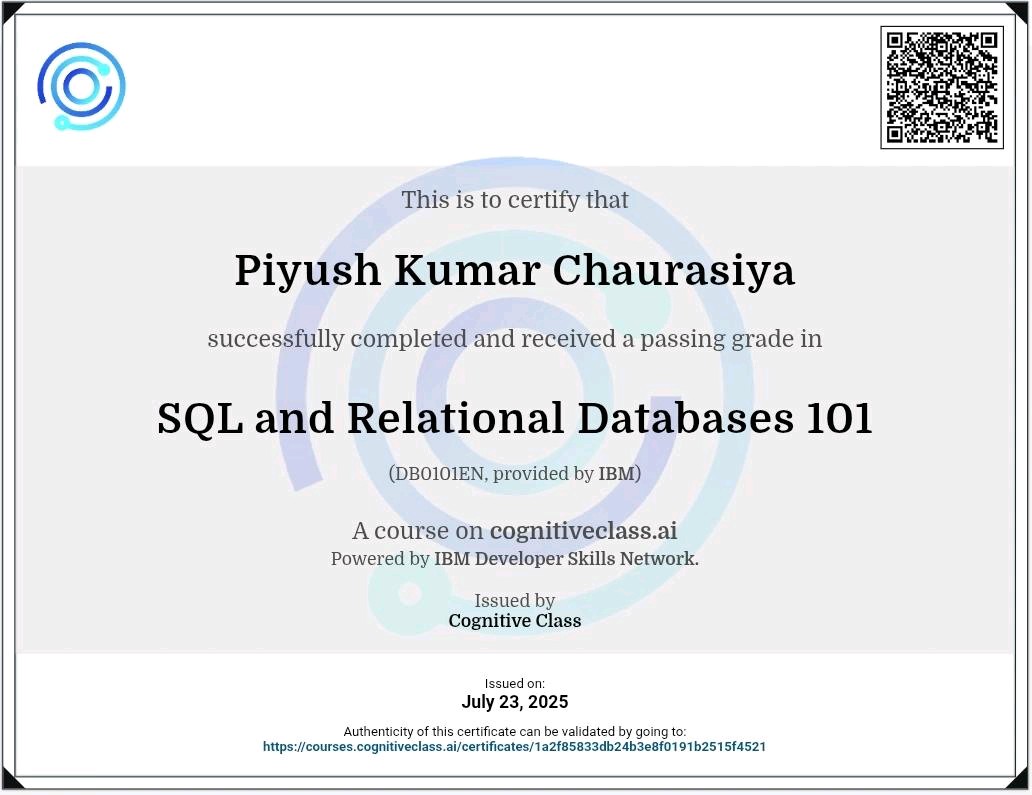 This is to certify that
Piyush Kumar Chaurasiya
successfully completed and received a passing grade in
SQL and Relational Databases 101
(DB0101EN, provided by IBM)
A course on cognitiveclass.ai
Powered by IBM Developer Skills Network.
Issued by
Cognitive Class
Issued on:
July 23, 2025
Authenticity of this certificate can be validated by going to:
https://courses.cognitiveclass.ai/certificates/1a2f85833db24b3e8f0191b2515f4521